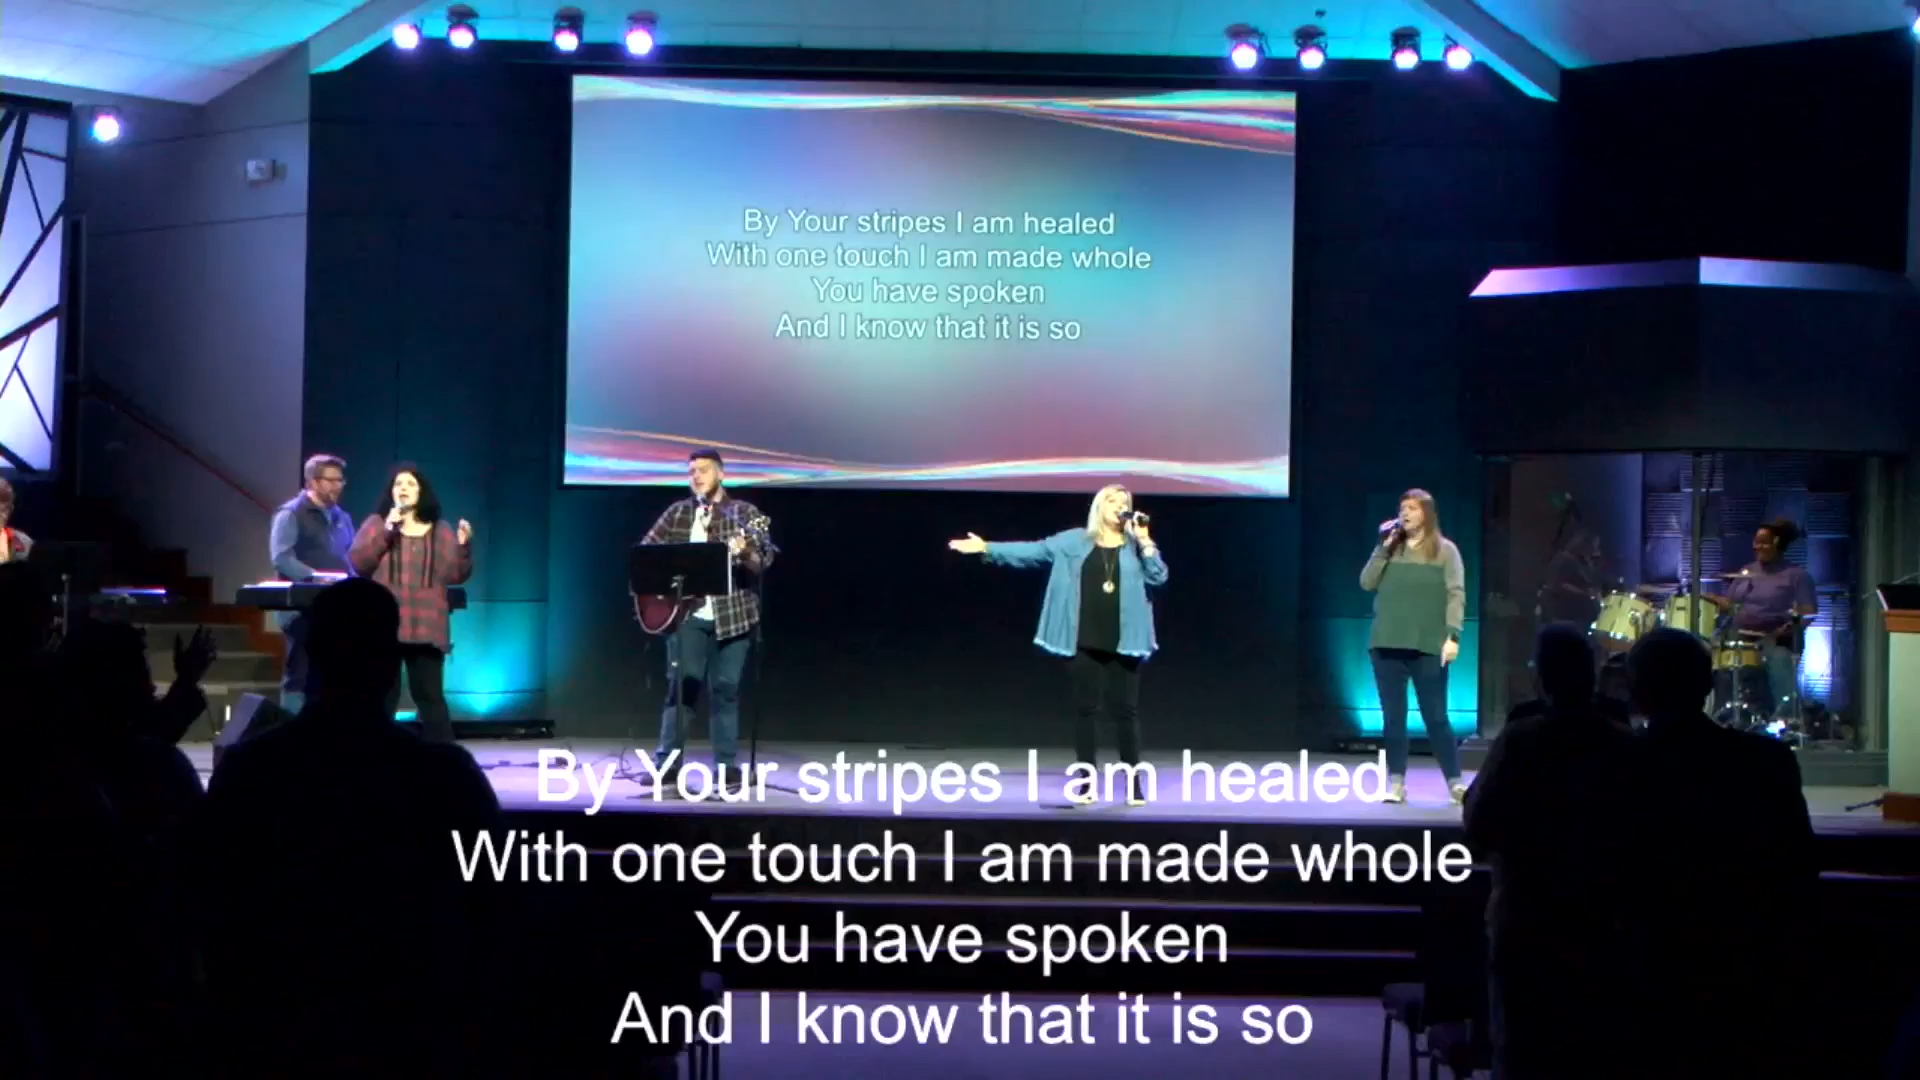 By Your stripes I am healed
With one touch I am made whole
You have spoken
And I know that it is so
By Your stripes I am healed
With one touch I am made whole
You have spoken
And I know that it is so